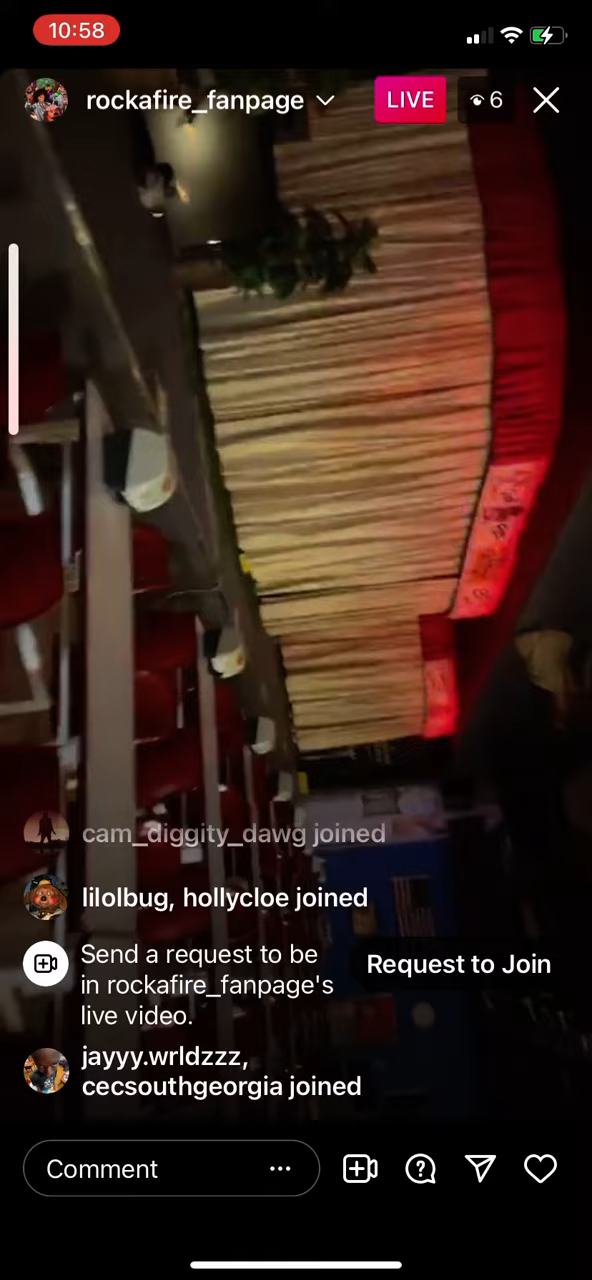 10:58
rockafire_fanpage
LIVE
6
cam_diggity_dawg joined
lilolbug, hollycloe joined
Send a request to be
in rockafire_fanpage's
live video.
Request to Join
jayyy.wrldzzz,
cecsouthgeorgia joined
Comment